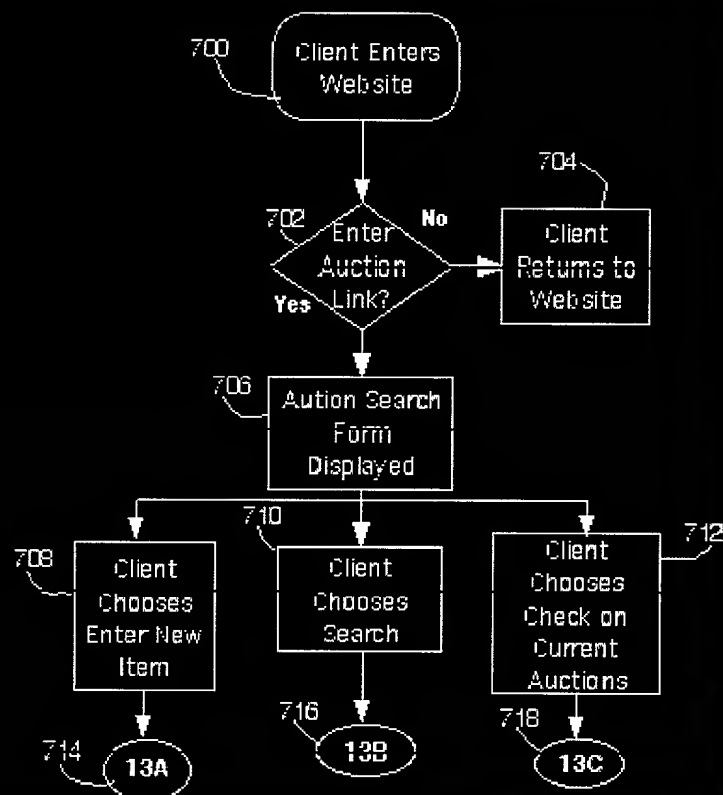 700
Client Enters
Website
704
702
No
Enter
Auction
Link?
Yes
Client
Returns to
Website
706
Aution Search
Form
Displayed
708
Client
Chooses
Enter New
Item
710
Client
Chooses
Search
712
Client
Chooses
Check on
Current
Auctions
714
13A
716
13B
718
13C